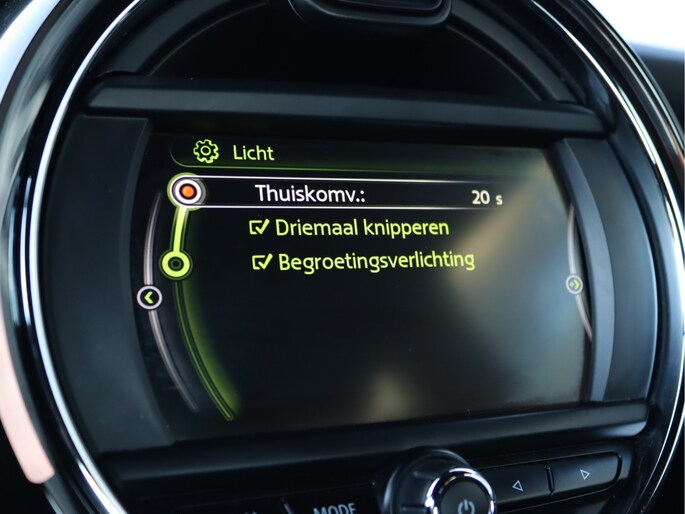 Licht
Thuiskomv.: 20 s
Driemaal knipperen
Begroetingsverlichting
MODE